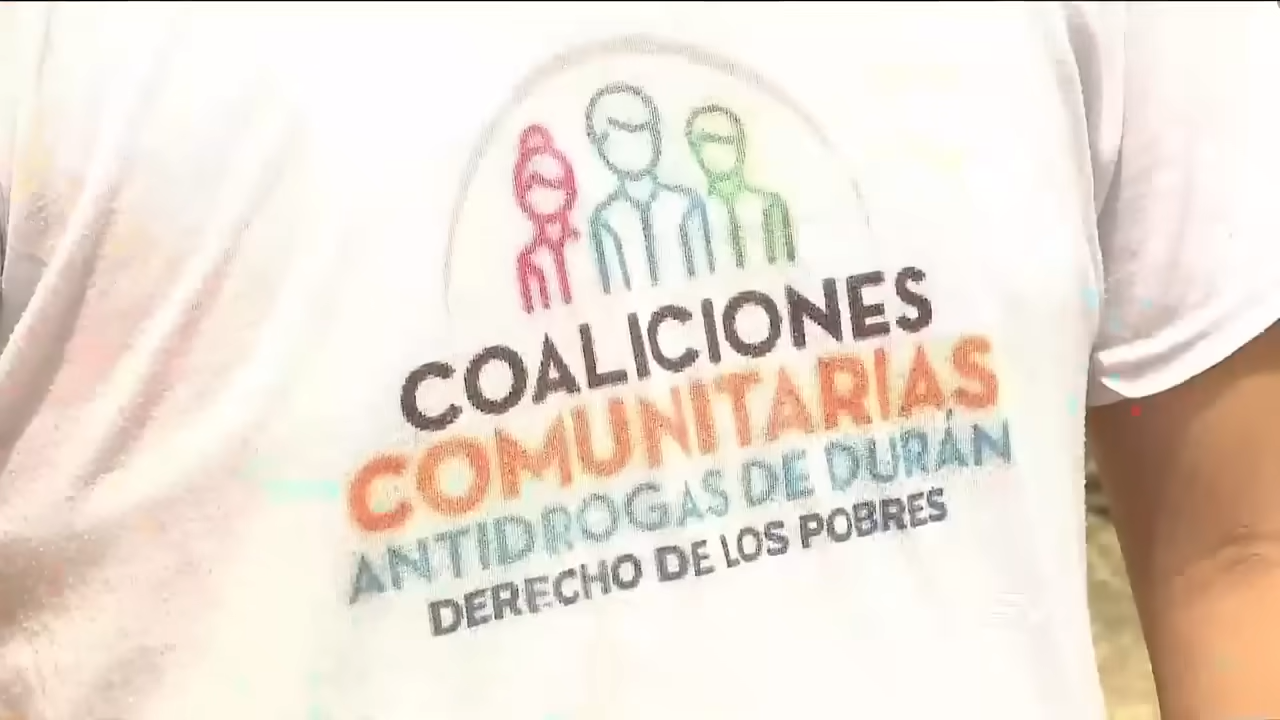 COALICIONES
COMUNITARIAS
ANTIDROGAS DE DURÁN
DERECHO DE LOS POBRES